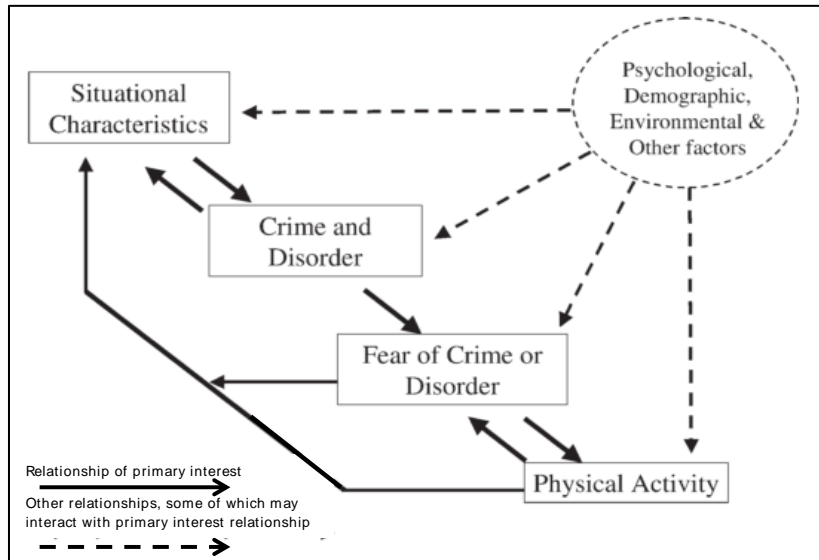 Situational
Characteristics
Psychological,
Demographic,
Environmental &
Other factors
Crime and
Disorder
Fear of Crime or
Disorder
Physical Activity
Relationship of primary interest
Other relationships, some of which may
interact with primary interest relationship